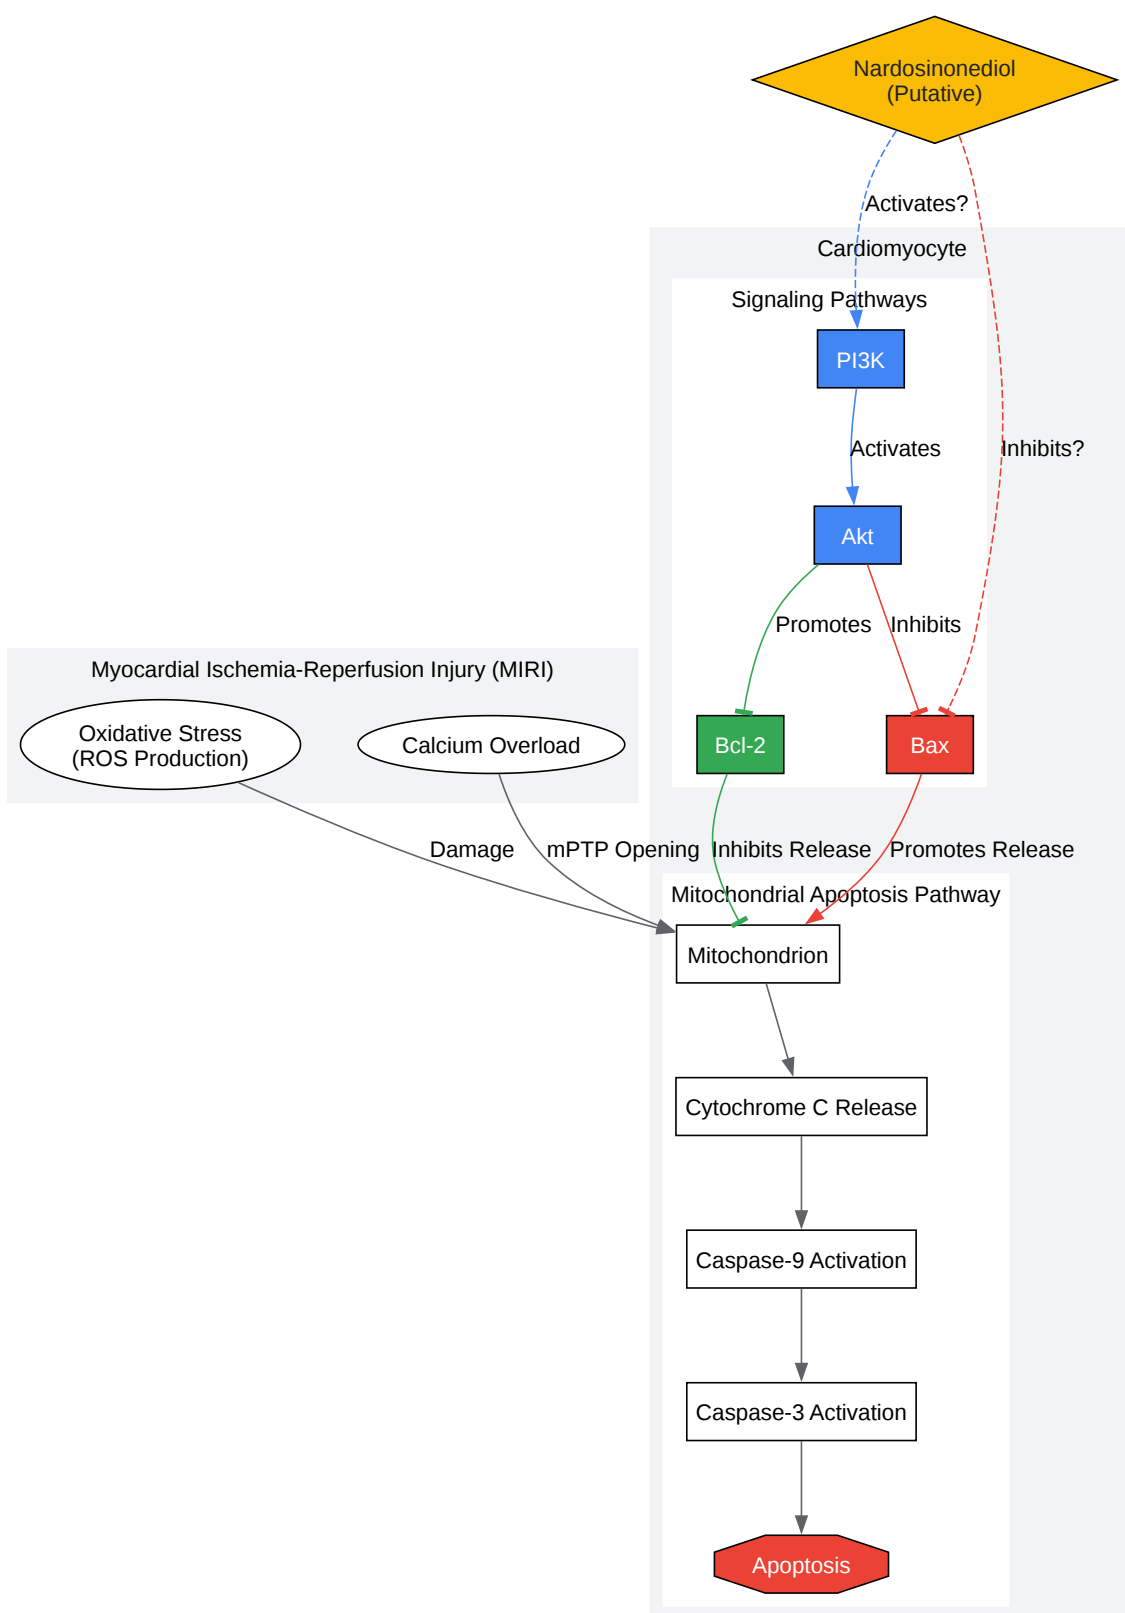 Nardosinonediol
(Putative)
Activates?
Cardiomyocyte
Signaling Pathways
PI3K
Activates
Inhibits?
Akt
Promotes
Inhibits
Myocardial Ischemia-Reperfusion Injury (MIRI)
Oxidative Stress
(ROS Production)
Calcium Overload
Bcl-2
Bax
Damage
mPTP Opening
Inhibits Release
Promotes Release
Mitochondrial Apoptosis Pathway
Mitochondrion
Cytochrome C Release
Caspase-9 Activation
Caspase-3 Activation
Apoptosis